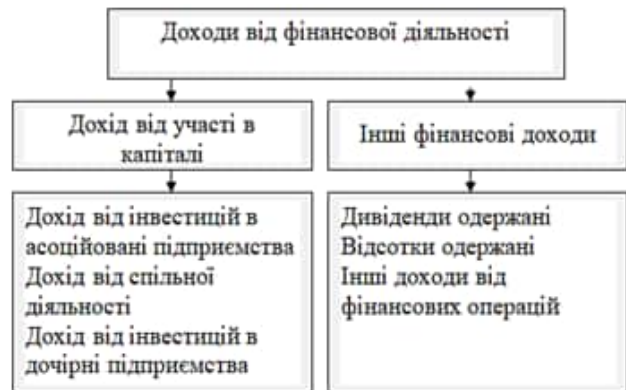 Доходи від фінансової діяльності
Дохід від участі в
капіталі
Інші фінансові доходи
Дохід від інвестицій в
асоційовані підприємства
Дохід від спільної
діяльності
Дохід від інвестицій в
дочірні підприємства
Дивіденди одержані
Відсотки одержані
Інші доходи від
фінансових операцій